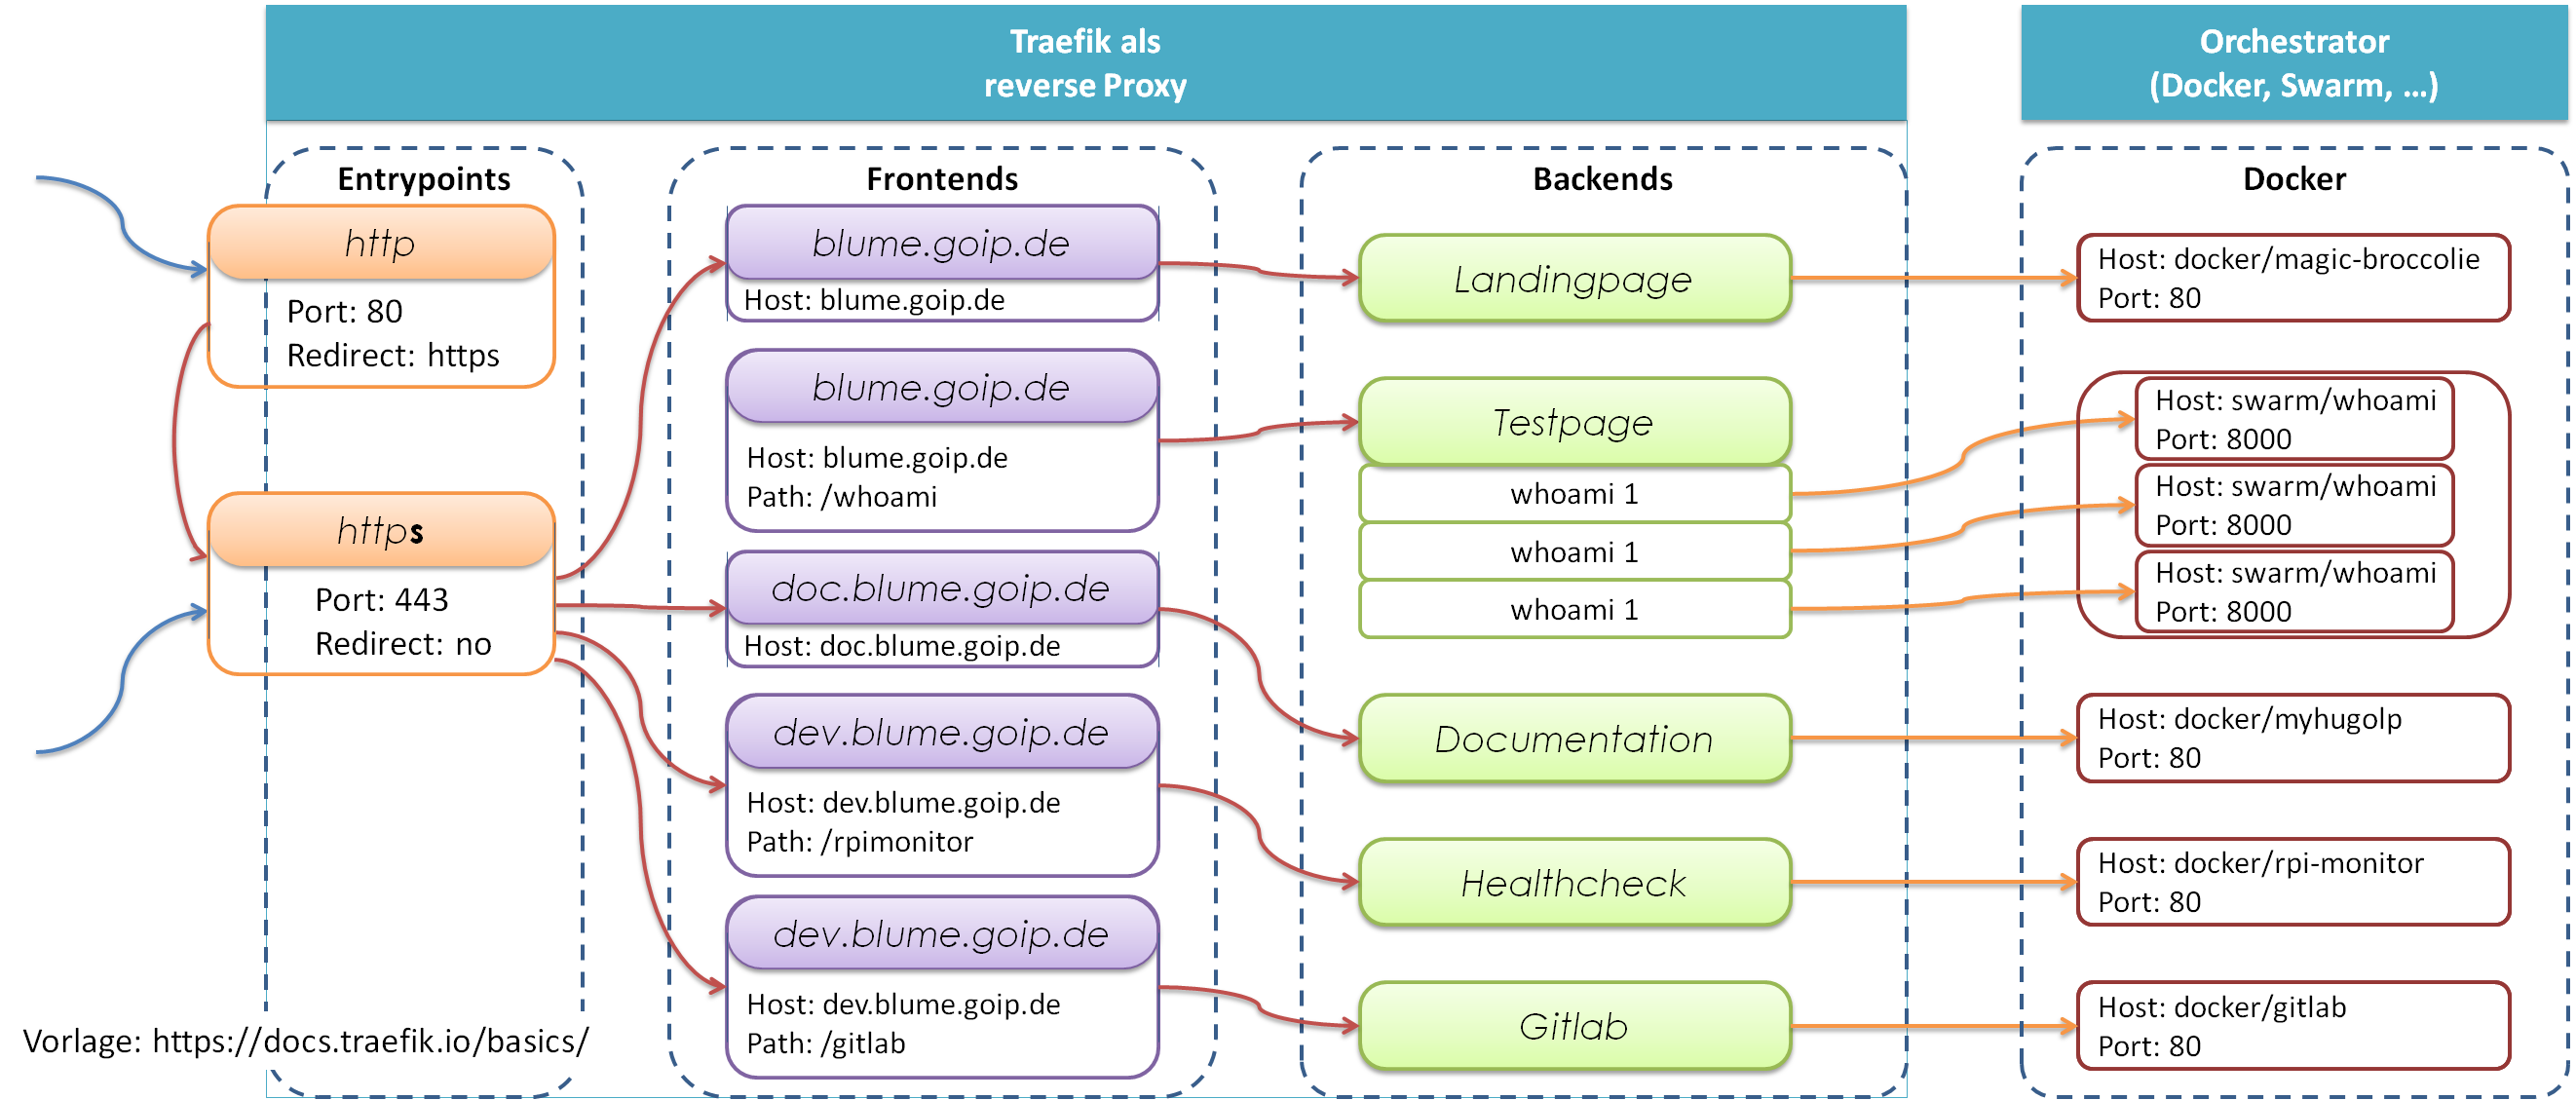 Traefik als
reverse Proxy
Orchestrator
(Docker, Swarm, ...)
Entrypoints
http
Port: 80
Redirect: https
https
Port: 443
Redirect: no
Frontends
blume.goip.de
Host: blume.goip.de
blume.goip.de
Host: blume.goip.de
Path: /whoami
doc.blume.goip.de
Host: doc.blume.goip.de
dev.blume.goip.de
Host: dev.blume.goip.de
Path: /rpimonitor
dev.blume.goip.de
Host: dev.blume.goip.de
Path: /gitlab
Backends
Landingpage
Testpage
whoami 1
whoami 1
whoami 1
Documentation
Healthcheck
Gitlab
Docker
Host: docker/magic-broccolie
Port: 80
Host: swarm/whoami
Port: 8000
Host: swarm/whoami
Port: 8000
Host: swarm/whoami
Port: 8000
Host: docker/myhugolp
Port: 80
Host: docker/rpi-monitor
Port: 80
Host: docker/gitlab
Port: 80
Vorlage: https://docs.traefik.io/basics/